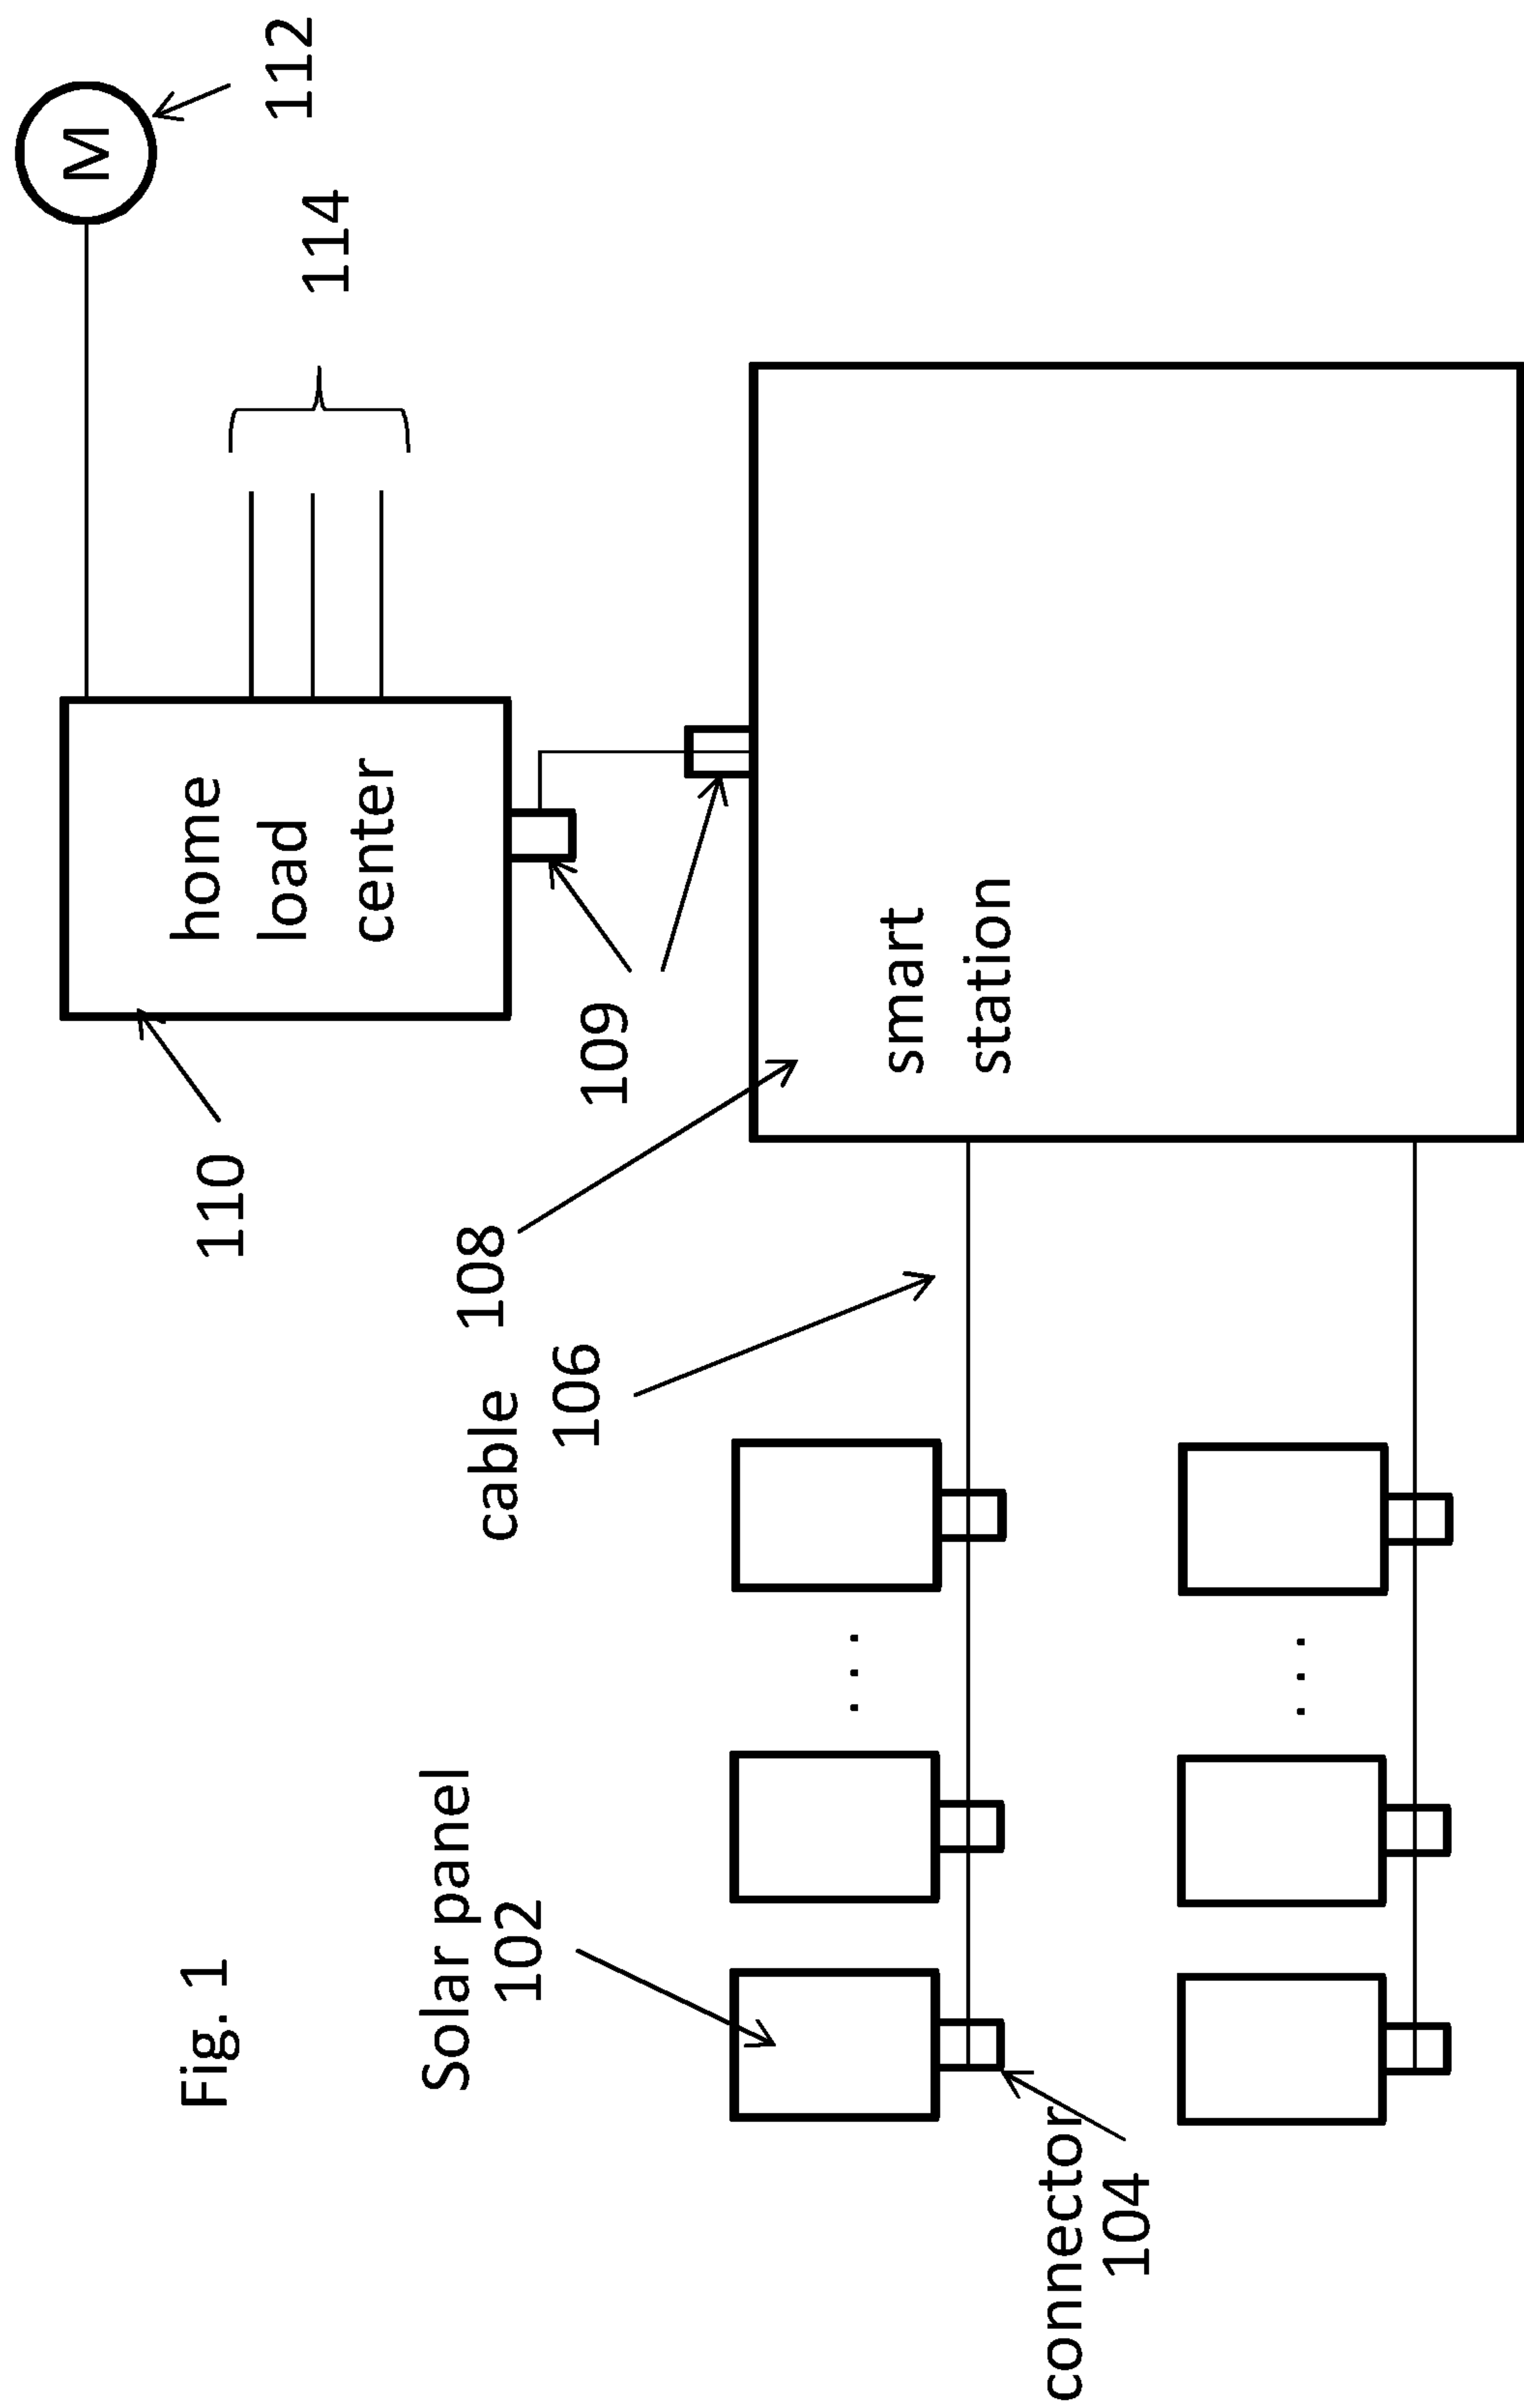 Fig. 1
Solar panel
102
connector
104
cable
106
108
110
109
home
load
center
smart
station
114
112
M
. . .
. . .